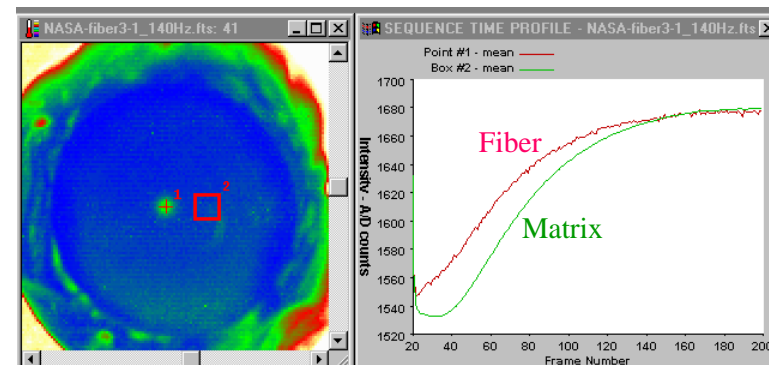 NASA-fiber3-1_140Hz.fts: 41
1
2
SEQUENCE TIME PROFILE - NASA-fiber3-1_140Hz.fts
Point #1 - mean
Box #2 - mean
Intensity - A/D counts
1700
1680
1660
1640
1620
1600
1580
1560
1540
1520
Fiber
Matrix
20 40 60 80 100 120 140 160 180 200
Frame Number